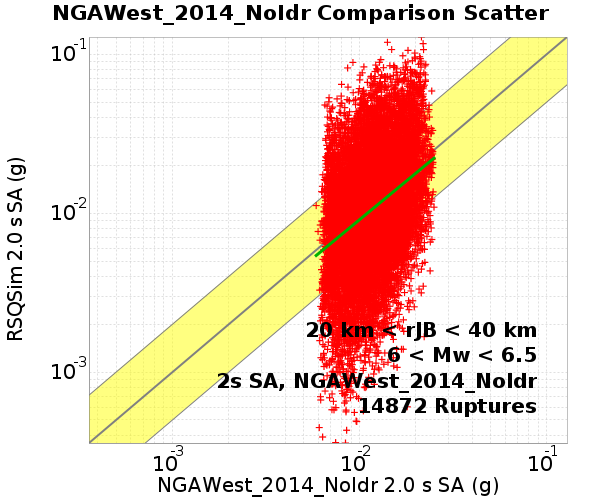 NGAWest_2014_NoIdr Comparison Scatter
RSQSim 2.0 s SA (g)
10^-1
10^-2
10^-3
20 km < rJB < 40 km
6 < Mw < 6.5
2s SA, NGAWest_2014_NoIdr
14872 Ruptures
10^-3 10^-2 10^-1
NGAWest_2014_NoIdr 2.0 s SA (g)